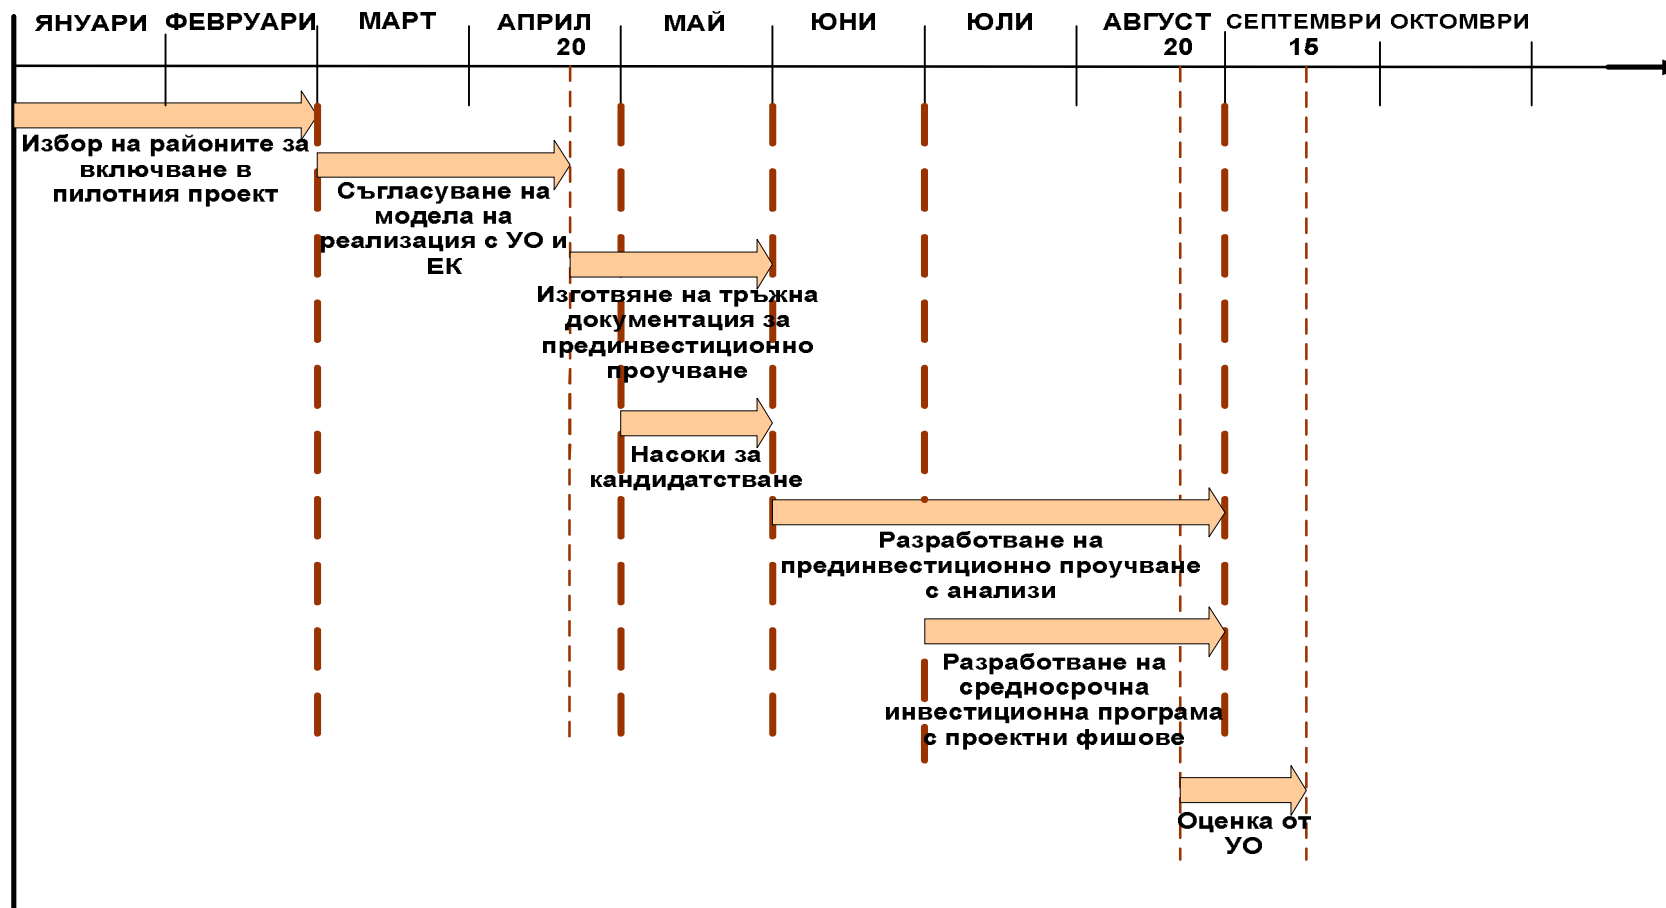 ЯНУАРИ ФЕВРУАРИ МАРТ АПРИЛ МАЙ ЮНИ ЮЛИ АВГУСТ СЕПТЕМВРИ ОКТОМВРИ
20 20 15
Избор на районите за
включване в
пилотния проект
Съгласуване на
модела на
реализация с УО и
ЕК
Изготвяне на тръжна
документация за
прединвестиционно
проучване
Насоки за
кандидатстване
Разработване на
прединвестиционно проучване
с анализи
Разработване на
средносрочна
инвестиционна програма
с проектни фишове
Оценка от
УО